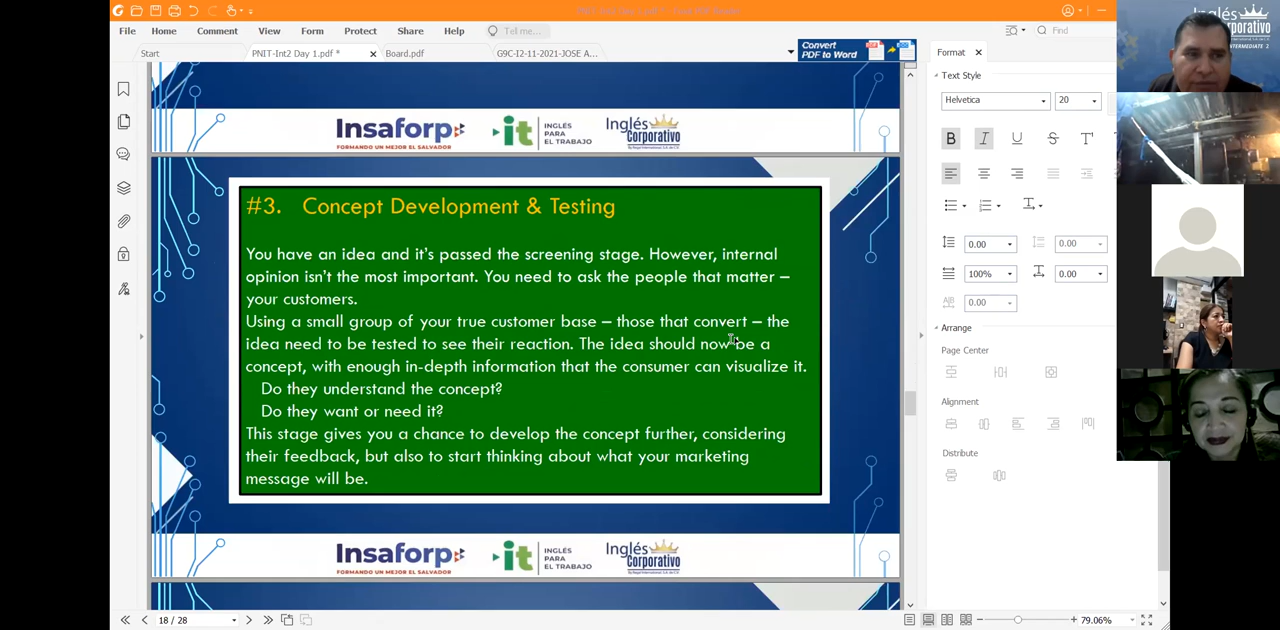 File Home Comment View Form Protect Share Help Tell me...
Find
Start PNIT-Int2 Day 1.pdf * Board.pdf G9C-I2-11-2021-JOSE A...
Convert
PDF to Word
Format
Text Style
Helvetica 20
B I U S T
0.00 0.00
100% 0.00
0.00
Arrange
Page Center
Alignment
Distribute
Insaforp
FORMANDO UN MEJOR EL SALVADOR
it INGLÉS
PARA
EL TRABAJO
Inglés
Corporativo
#3. Concept Development & Testing
You have an idea and it's passed the screening stage. However, internal
opinion isn't the most important. You need to ask the people that matter –
your customers.
Using a small group of your true customer base – those that convert – the
idea need to be tested to see their reaction. The idea should now be a
concept, with enough in-depth information that the consumer can visualize it.
Do they understand the concept?
Do they want or need it?
This stage gives you a chance to develop the concept further, considering
their feedback, but also to start thinking about what your marketing
message will be.
Insaforp
FORMANDO UN MEJOR EL SALVADOR
it INGLÉS
PARA
EL TRABAJO
Inglés
Corporativo
18 / 28
79.06%
Inglés
INTERMEDIATE 2